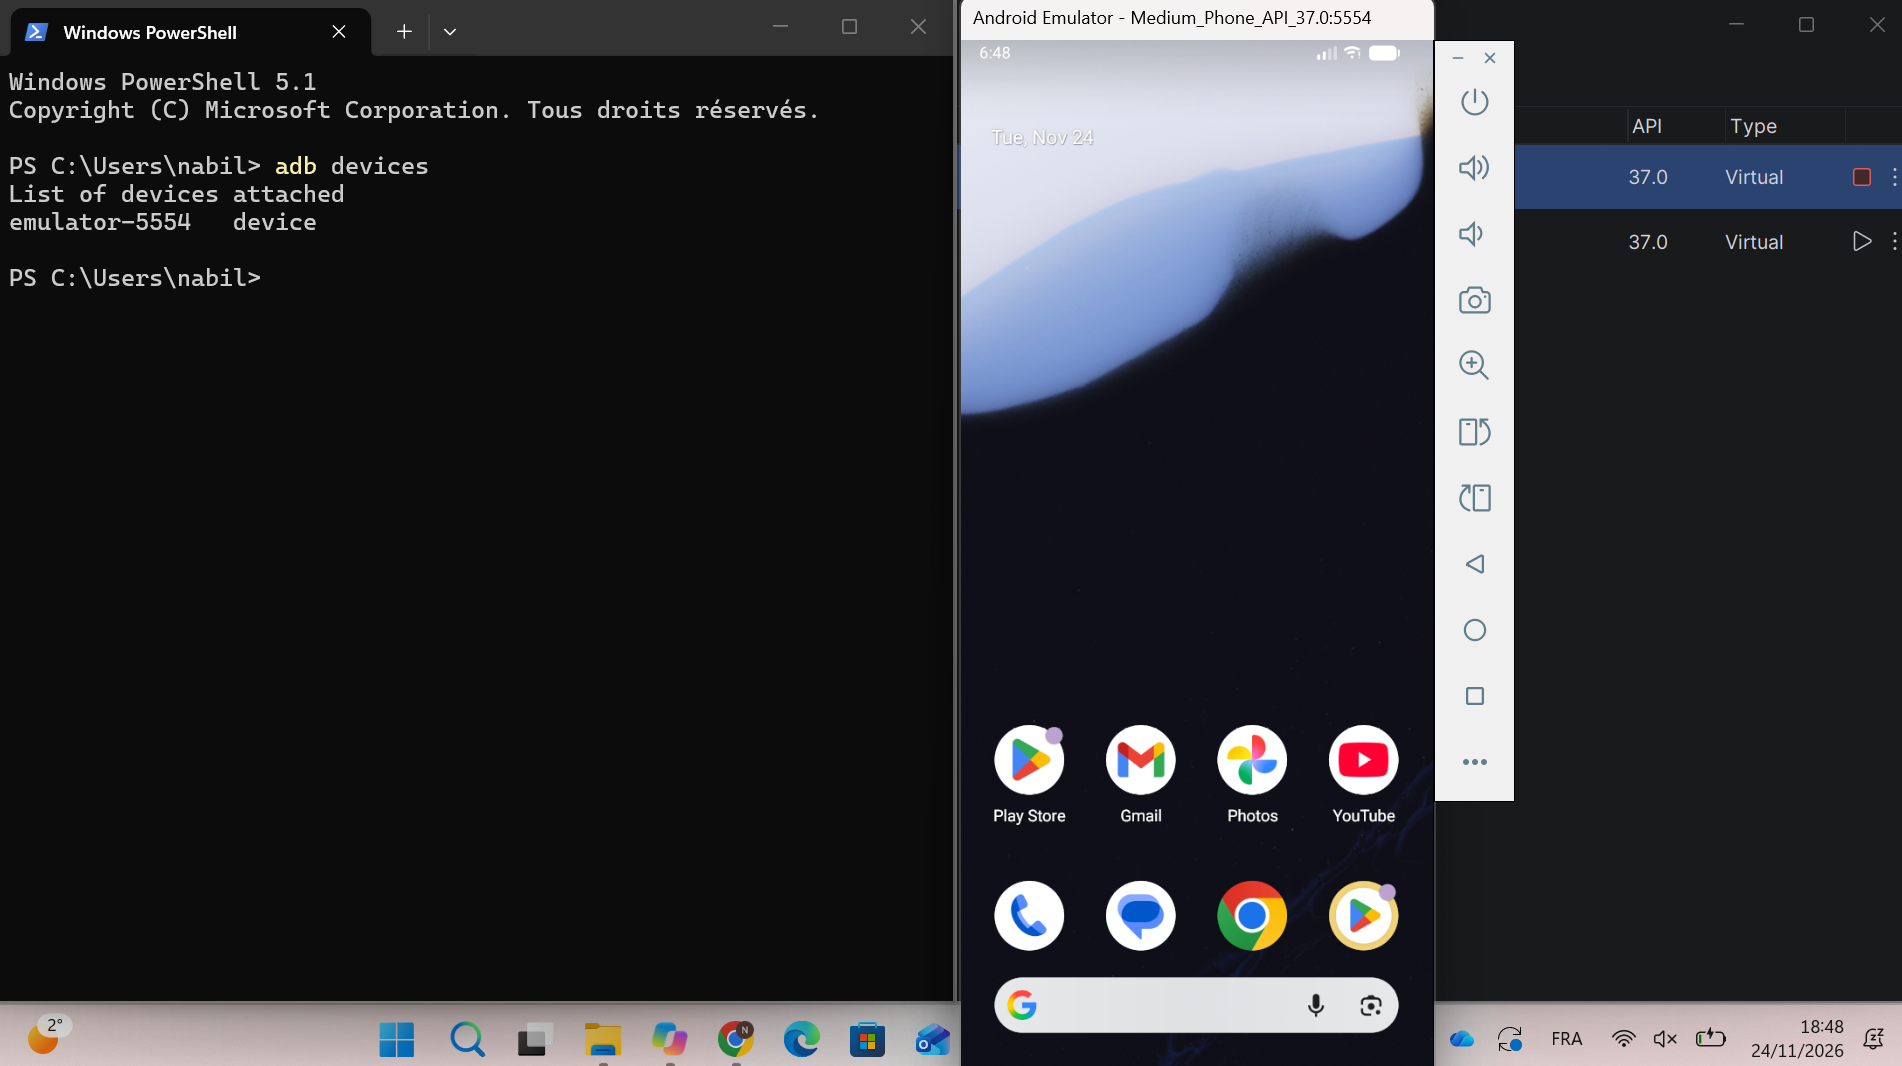 Windows PowerShell
Windows PowerShell 5.1
Copyright (C) Microsoft Corporation. Tous droits réservés.
PS C:\Users\nabil> adb devices
List of devices attached
emulator-5554   device
PS C:\Users\nabil>
Android Emulator - Medium_Phone_API_37.0:5554
6:48
Tue, Nov 24
Play Store
Gmail
Photos
YouTube
API
Type
37.0
Virtual
37.0
Virtual
2°
N
FRA
18:48
24/11/2026